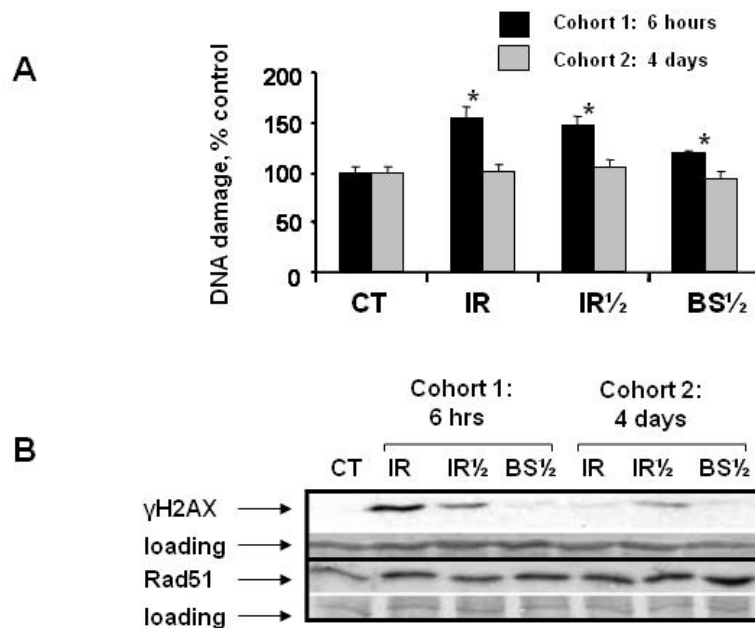 Cohort 1: 6 hours
Cohort 2: 4 days
A
DNA damage, % control
200
150
100
50
0
* * *
CT IR IR½ BS½
B
Cohort 1: Cohort 2:
6 hrs 4 days
CT IR IR½ BS½ IR IR½ BS½
γH2AX
loading
Rad51
loading